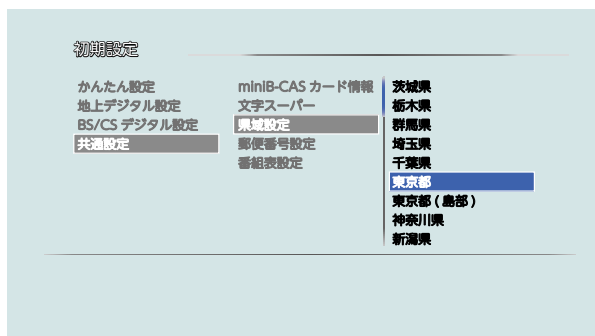 初期設定
かんたん設定
地上デジタル設定
BS/CS デジタル設定
共通設定
miniB-CAS カード情報
文字スーパー
県域設定
郵便番号設定
番組表設定
茨城県
栃木県
群馬県
埼玉県
千葉県
東京都
東京都 ( 島部 )
神奈川県
新潟県